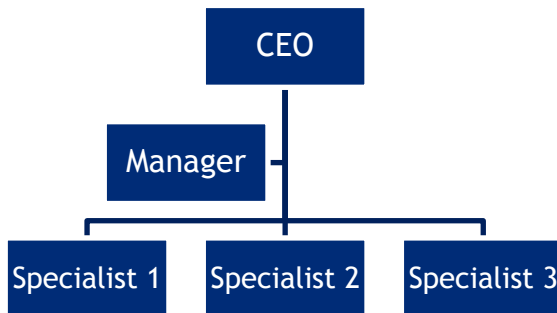 CEO
Manager
Specialist 1
Specialist 2
Specialist 3